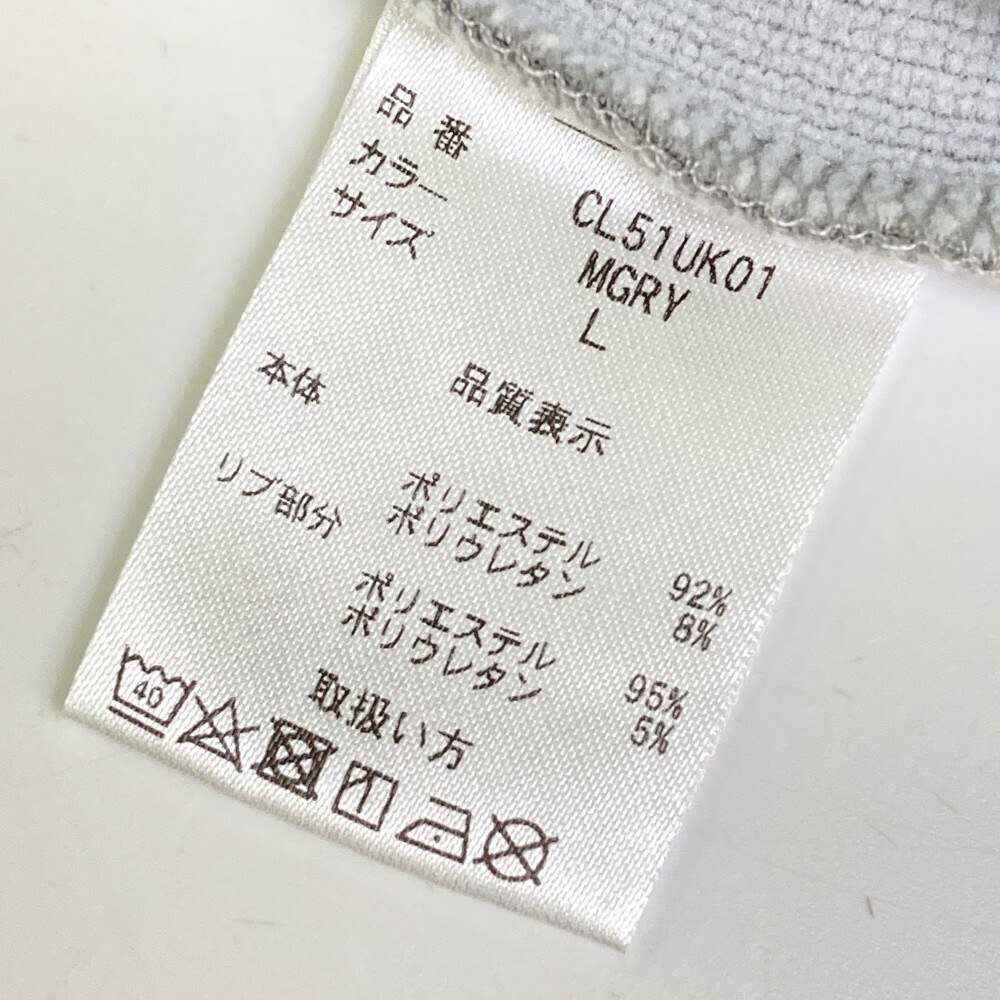 品番 CL51UK01
カラー MGRY
サイズ L
品質表示
本体
ポリエステル 92%
ポリウレタン 8%
リブ部分
ポリエステル 95%
ポリウレタン 5%
取扱い方
40